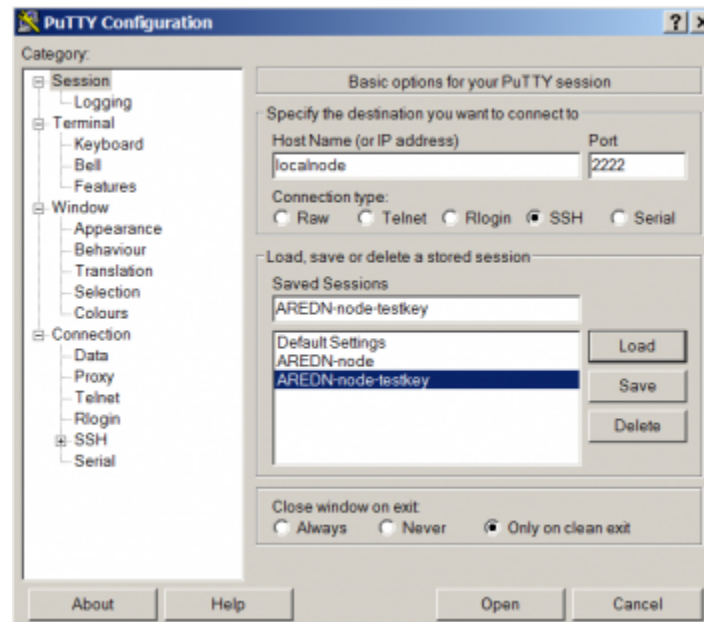 PuTTY Configuration
Category:
Session
Logging
Terminal
Keyboard
Bell
Features
Window
Appearance
Behaviour
Translation
Selection
Colours
Connection
Data
Proxy
Telnet
Rlogin
SSH
Serial
Basic options for your PuTTY session
Specify the destination you want to connect to
Host Name (or IP address) Port
localnode 2222
Connection type:
Raw Telnet Rlogin SSH Serial
Load, save or delete a stored session
Saved Sessions
AREDN-node-testkey
Default Settings
AREDN-node
AREDN-node-testkey
Load
Save
Delete
Close window on exit:
Always Never Only on clean exit
About Help Open Cancel